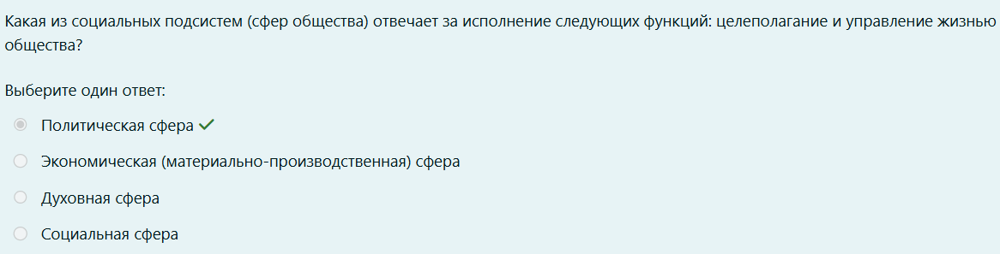 Какая из социальных подсистем (сфер общества) отвечает за исполнение следующих функций: целеполагание и управление жизнью
общества?
Выберите один ответ:
Политическая сфера
Экономическая (материально-производственная) сфера
Духовная сфера
Социальная сфера